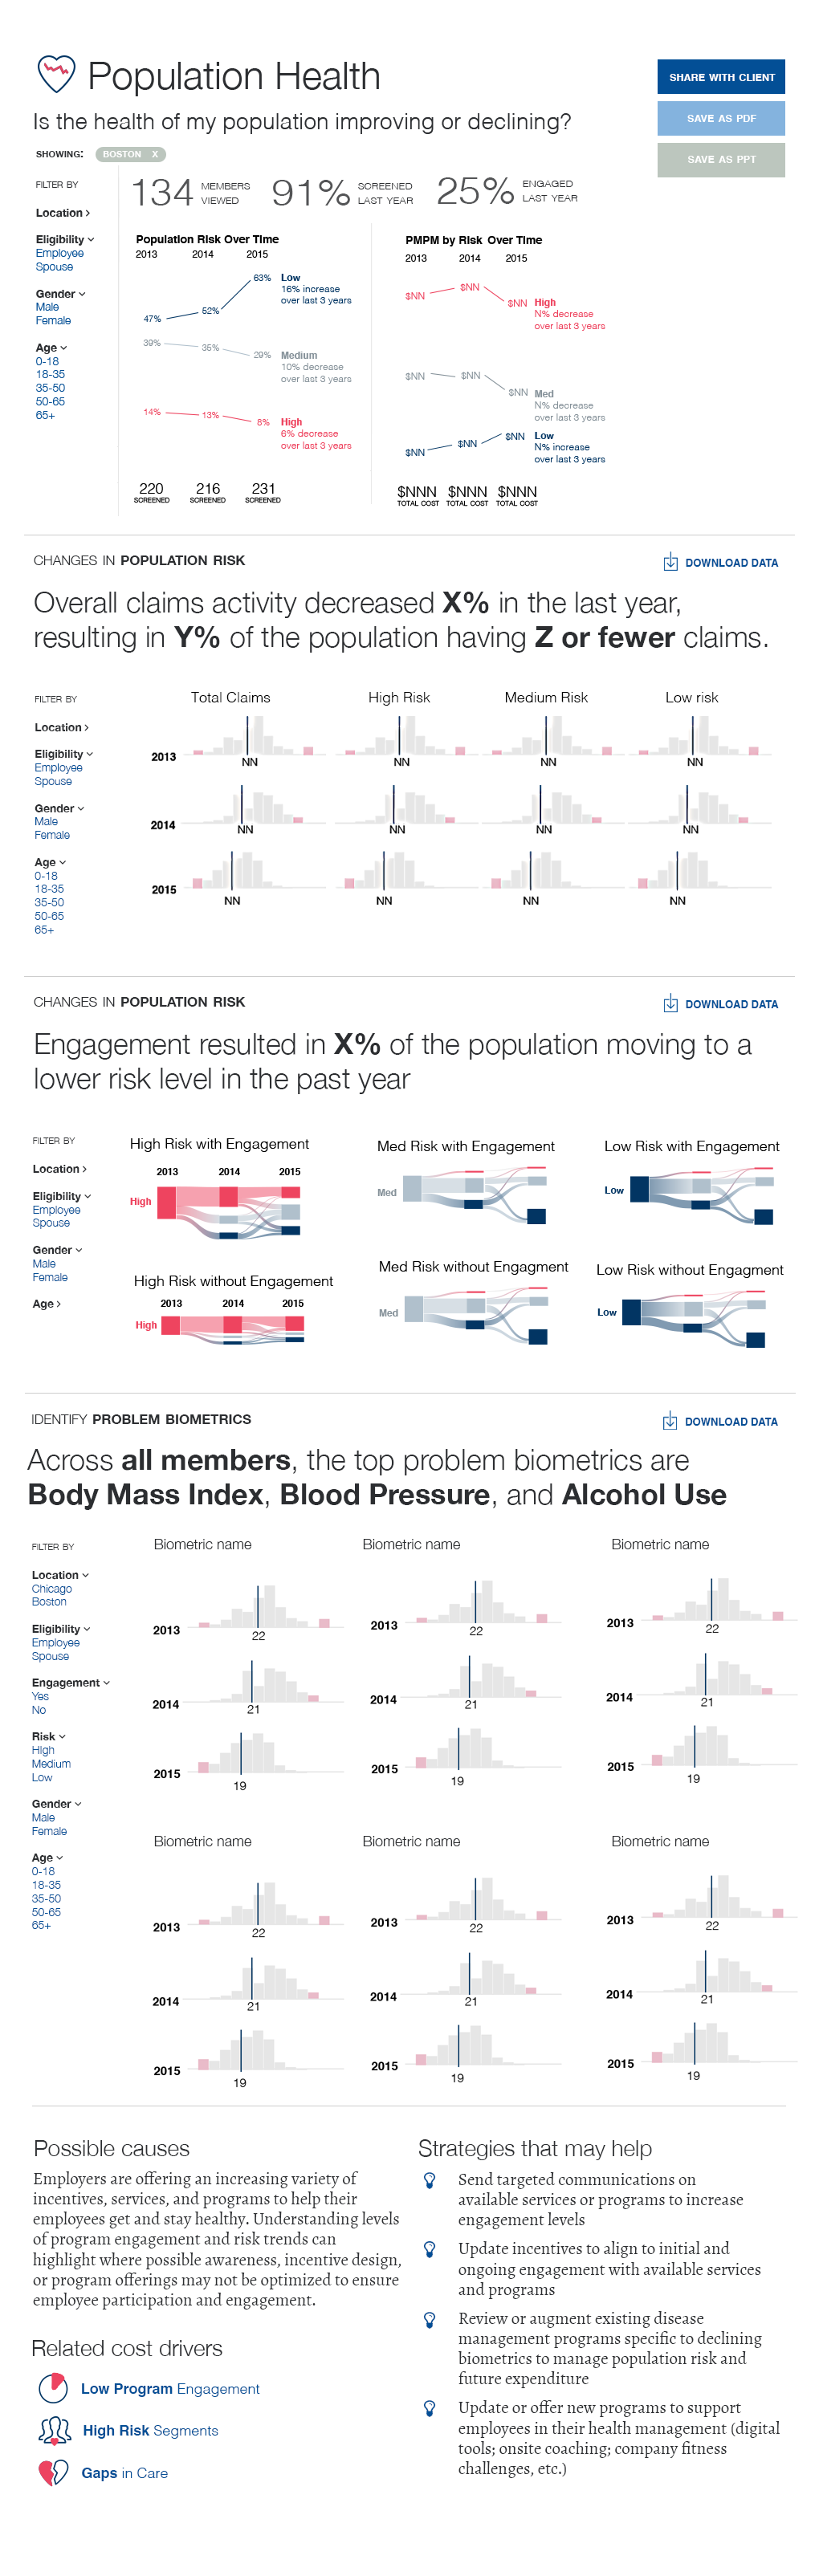 Population Health
SHARE WITH CLIENT
SAVE AS PDF
SAVE AS PPT
Is the health of my population improving or declining?
SHOWING: BOSTON X
FILTER BY
Location
Eligibility
Employee
Spouse
Gender
Male
Female
Age
0-18
18-35
35-50
50-65
65+
134 MEMBERS VIEWED
91% SCREENED LAST YEAR
25% ENGAGED LAST YEAR
Population Risk Over Time
2013 2014 2015
47% 52% 63% Low
16% increase
over last 3 years
39% 36% 29% Medium
10% decrease
over last 3 years
14% 13% 8% High
6% decrease
over last 3 years
220 216 231
SCREENED SCREENED SCREENED
PMPM by Risk Over Time
2013 2014 2015
$NN $NN $NN High
N% decrease
over last 3 years
$NN $NN $NN Med
N% decrease
over last 3 years
$NN $NN $NN Low
N% increase
over last 3 years
$NNN $NNN $NNN
TOTAL COST TOTAL COST TOTAL COST
CHANGES IN POPULATION RISK
DOWNLOAD DATA
Overall claims activity decreased X% in the last year,
resulting in Y% of the population having Z or fewer claims.
FILTER BY
Location
Eligibility
Employee
Spouse
Gender
Male
Female
Age
0-18
18-35
35-50
50-65
65+
Total Claims High Risk Medium Risk Low risk
2013
NN NN NN NN
2014
NN NN NN NN
2015
NN NN NN NN
CHANGES IN POPULATION RISK
DOWNLOAD DATA
Engagement resulted in X% of the population moving to a
lower risk level in the past year
FILTER BY
Location
Eligibility
Employee
Spouse
Gender
Male
Female
Age
High Risk with Engagement
2013 2014 2015
High
Med Risk with Engagement
Med
Low Risk with Engagement
Low
High Risk without Engagement
2013 2014 2015
High
Med Risk without Engagment
Med
Low Risk without Engagment
Low
IDENTIFY PROBLEM BIOMETRICS
DOWNLOAD DATA
Across all members, the top problem biometrics are
Body Mass Index, Blood Pressure, and Alcohol Use
FILTER BY
Location
Chicago
Boston
Eligibility
Employee
Spouse
Engagement
Yes
No
Risk
High
Medium
Low
Gender
Male
Female
Age
0-18
18-35
35-50
50-65
65+
Biometric name Biometric name Biometric name
2013 2013 2013
22 22 22
2014 2014 2014
21 21 21
2015 2015 2015
19 19 19
Biometric name Biometric name Biometric name
2013 2013 2013
22 22 22
2014 2014 2014
21 21 21
2015 2015 2015
19 19 19
Possible causes
Employers are offering an increasing variety of
incentives, services, and programs to help their
employees get and stay healthy. Understanding levels
of program engagement and risk trends can
highlight where possible awareness, incentive design,
or program offerings may not be optimized to ensure
employee participation and engagement.
Related cost drivers
Low Program Engagement
High Risk Segments
Gaps in Care
Strategies that may help
Send targeted communications on
available services or programs to increase
engagement levels
Update incentives to align to initial and
ongoing engagement with available services
and programs
Review or augment existing disease
management programs specific to declining
biometrics to manage population risk and
future expenditure
Update or offer new programs to support
employees in their health management (digital
tools; onsite coaching; company fitness
challenges, etc.)